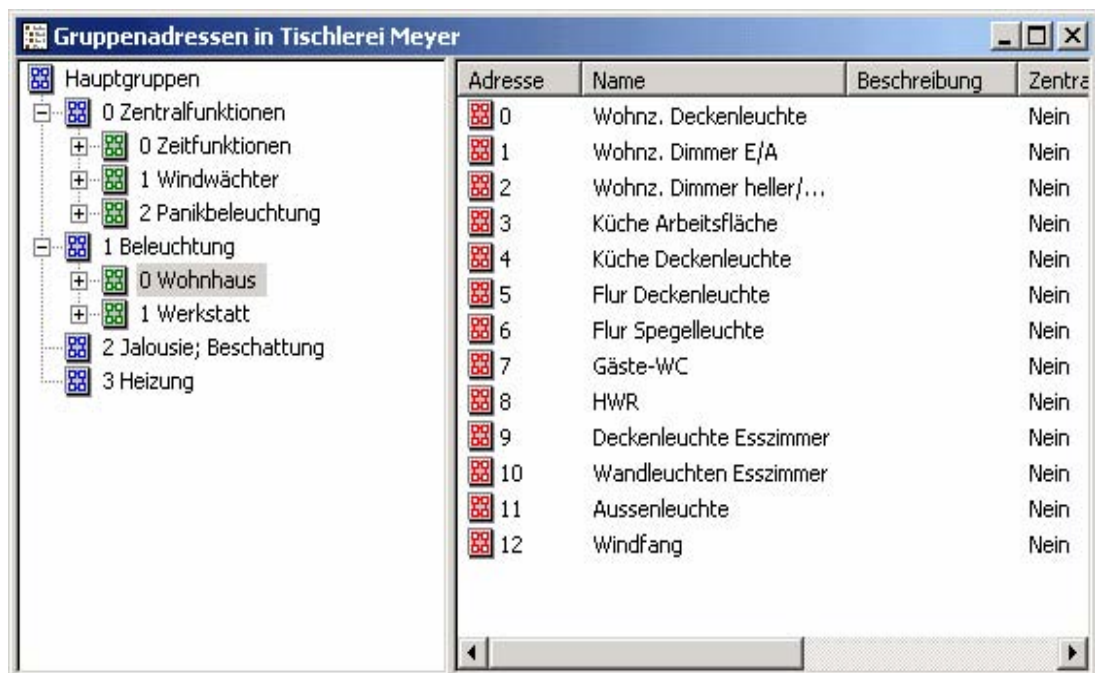 Gruppenadressen in Tischlerei Meyer
Hauptgruppen
0 Zentralfunktionen
0 Zeitfunktionen
1 Windwächter
2 Panikbeleuchtung
1 Beleuchtung
0 Wohnhaus
1 Werkstatt
2 Jalousie; Beschattung
3 Heizung
Adresse Name Beschreibung Zentra
0 Wohnz. Deckenleuchte Nein
1 Wohnz. Dimmer E/A Nein
2 Wohnz. Dimmer heller/... Nein
3 Küche Arbeitsfläche Nein
4 Küche Deckenleuchte Nein
5 Flur Deckenleuchte Nein
6 Flur Spegelleuchte Nein
7 Gäste-WC Nein
8 HWR Nein
9 Deckenleuchte Esszimmer Nein
10 Wandleuchten Esszimmer Nein
11 Aussenleuchte Nein
12 Windfang Nein